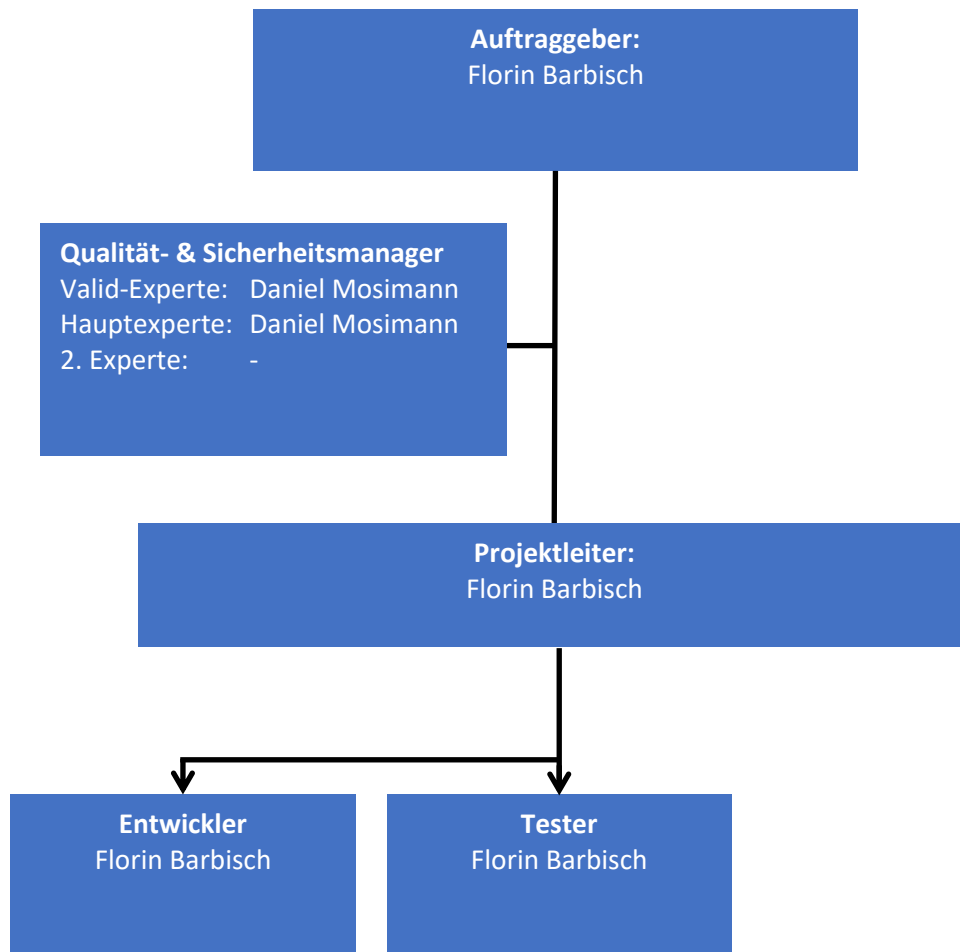 Auftraggeber:
Florin Barbisch
Qualität- & Sicherheitsmanager
Valid-Experte: Daniel Mosimann
Hauptexperte: Daniel Mosimann
2. Experte: -
Projektleiter:
Florin Barbisch
Entwickler
Florin Barbisch
Tester
Florin Barbisch